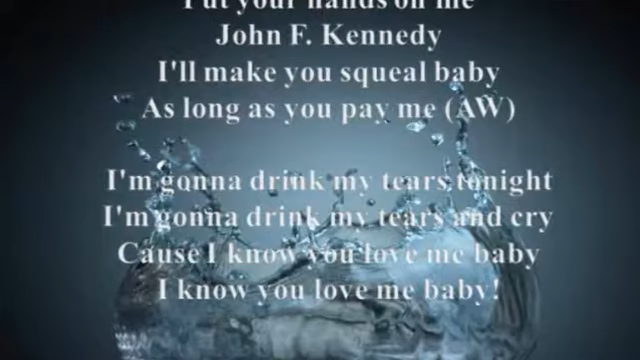 Put your hands on me
John F. Kennedy
I'll make you squeal baby
As long as you pay me (AW)
I'm gonna drink my tears tonight
I'm gonna drink my tears and cry
Cause I know you love me baby
I know you love me baby!